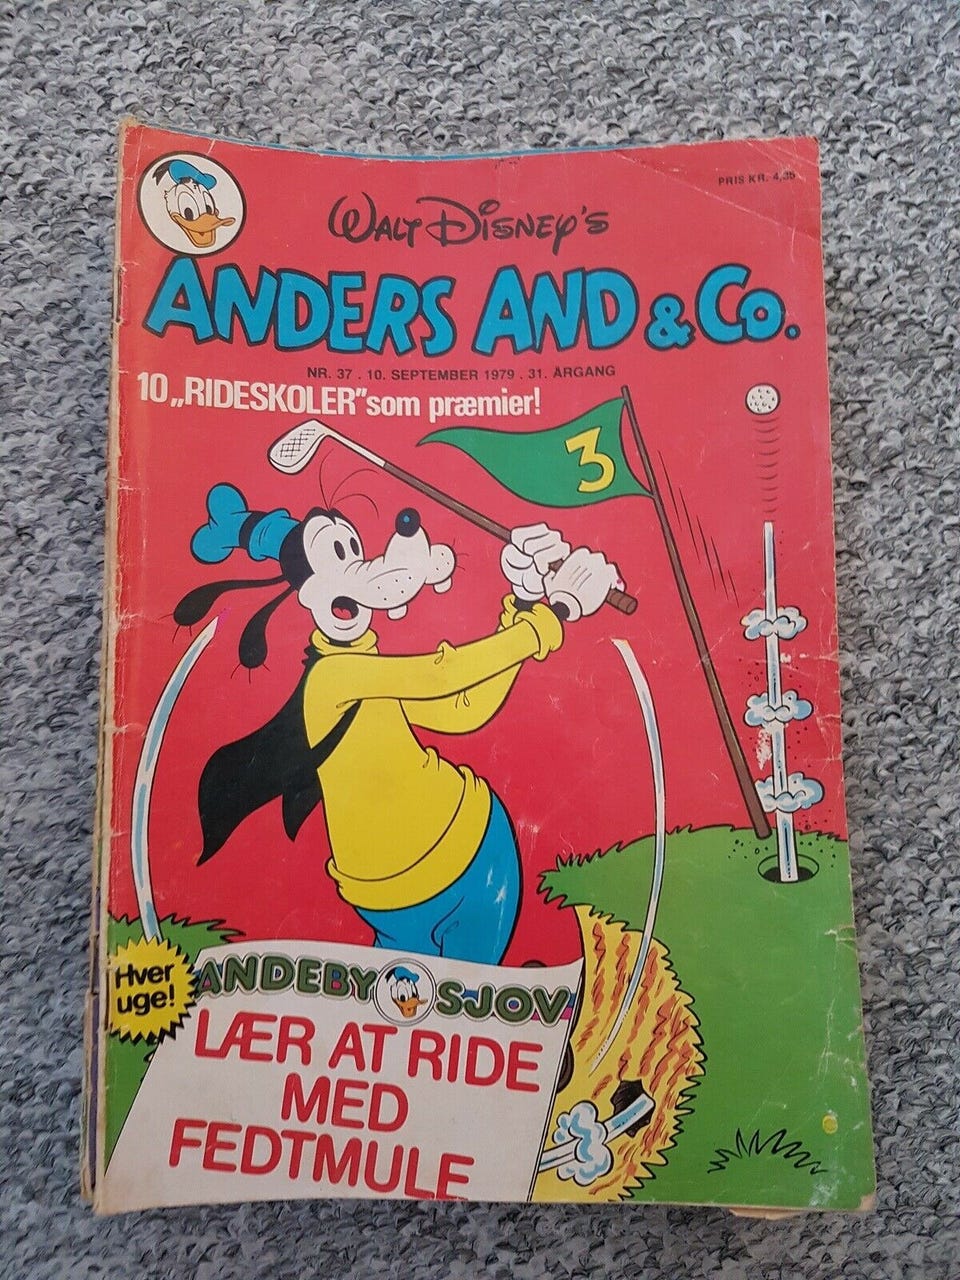 PRIS KR. 4,35
WALT DISNEY'S
ANDERS AND & CO.
NR. 37 . 10. SEPTEMBER 1979 . 31. ÅRGANG
10 „RIDESKOLER" som præmier!
3
Hver
uge!
ANDEBY SJOV
LÆR AT RIDE
MED
FEDTMULE